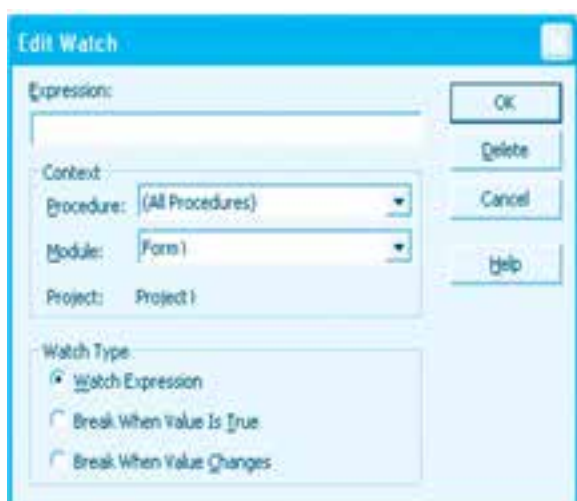 Edit Watch
Expression:
OK
Delete
Context
Procedure: (All Procedures)
Cancel
Module: Form1
Help
Project: Project1
Watch Type
Watch Expression
Break When Value Is True
Break When Value Changes